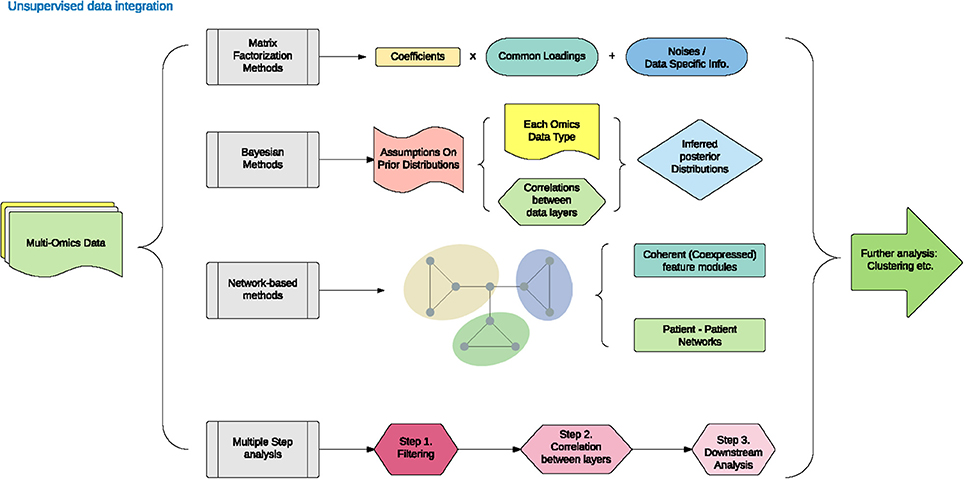 Unsupervised data integration
Matrix
Factorization
Methods
Coefficients
x
Common Loadings
+
Noises /
Data Specific Info.
Bayesian
Methods
Assumptions On
Prior Distributions
Each Omics
Data Type
Correlations
between
data layers
Inferred
posterior
Distributions
Multi-Omics Data
Network-based
methods
Coherent (Coexpressed)
feature modules
Patient - Patient
Networks
Further analysis:
Clustering etc.
Multiple Step
analysis
Step 1.
Filtering
Step 2.
Correlation
between layers
Step 3.
Downstream
Analysis